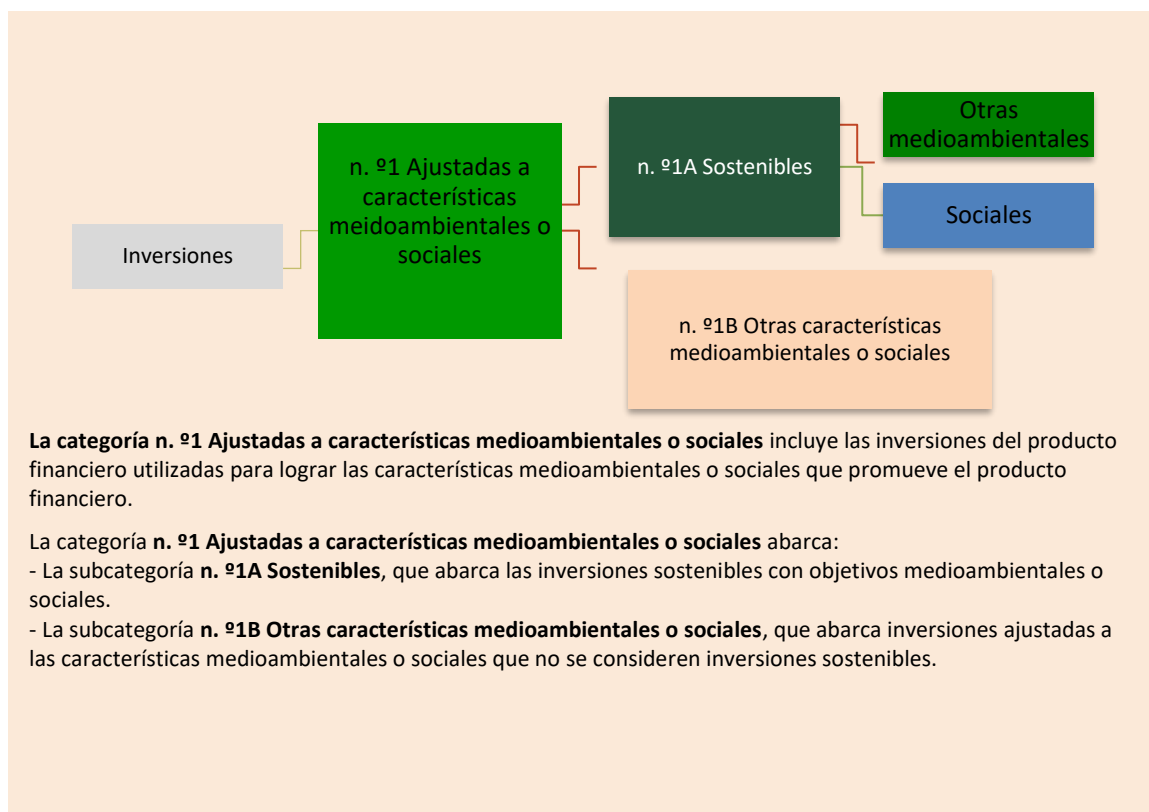 Inversiones
n. º1 Ajustadas a
características
meidoambientales o
sociales
n. º1A Sostenibles
Otras
medioambientales
Sociales
n. º1B Otras características
medioambientales o sociales
La categoría n. º1 Ajustadas a características medioambientales o sociales incluye las inversiones del producto
financiero utilizadas para lograr las características medioambientales o sociales que promueve el producto
financiero.
La categoría n. º1 Ajustadas a características medioambientales o sociales abarca:
- La subcategoría n. º1A Sostenibles, que abarca las inversiones sostenibles con objetivos medioambientales o
sociales.
- La subcategoría n. º1B Otras características medioambientales o sociales, que abarca inversiones ajustadas a
las características medioambientales o sociales que no se consideren inversiones sostenibles.